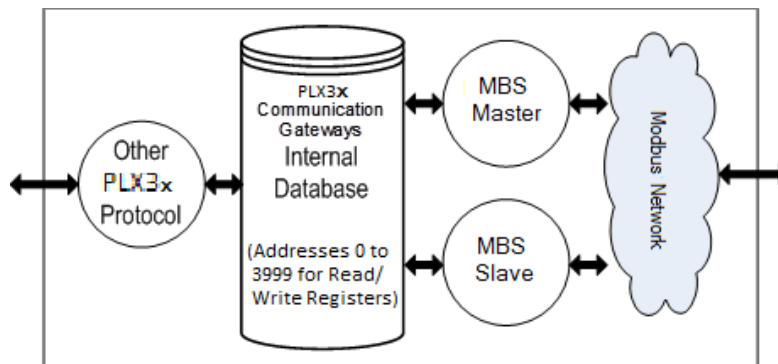 Other
PLX3x
Protocol
PLX3x
Communication
Gateways
Internal
Database
(Addresses 0 to
3999 for Read/
Write Registers)
MBS
Master
MBS
Slave
Modbus Network